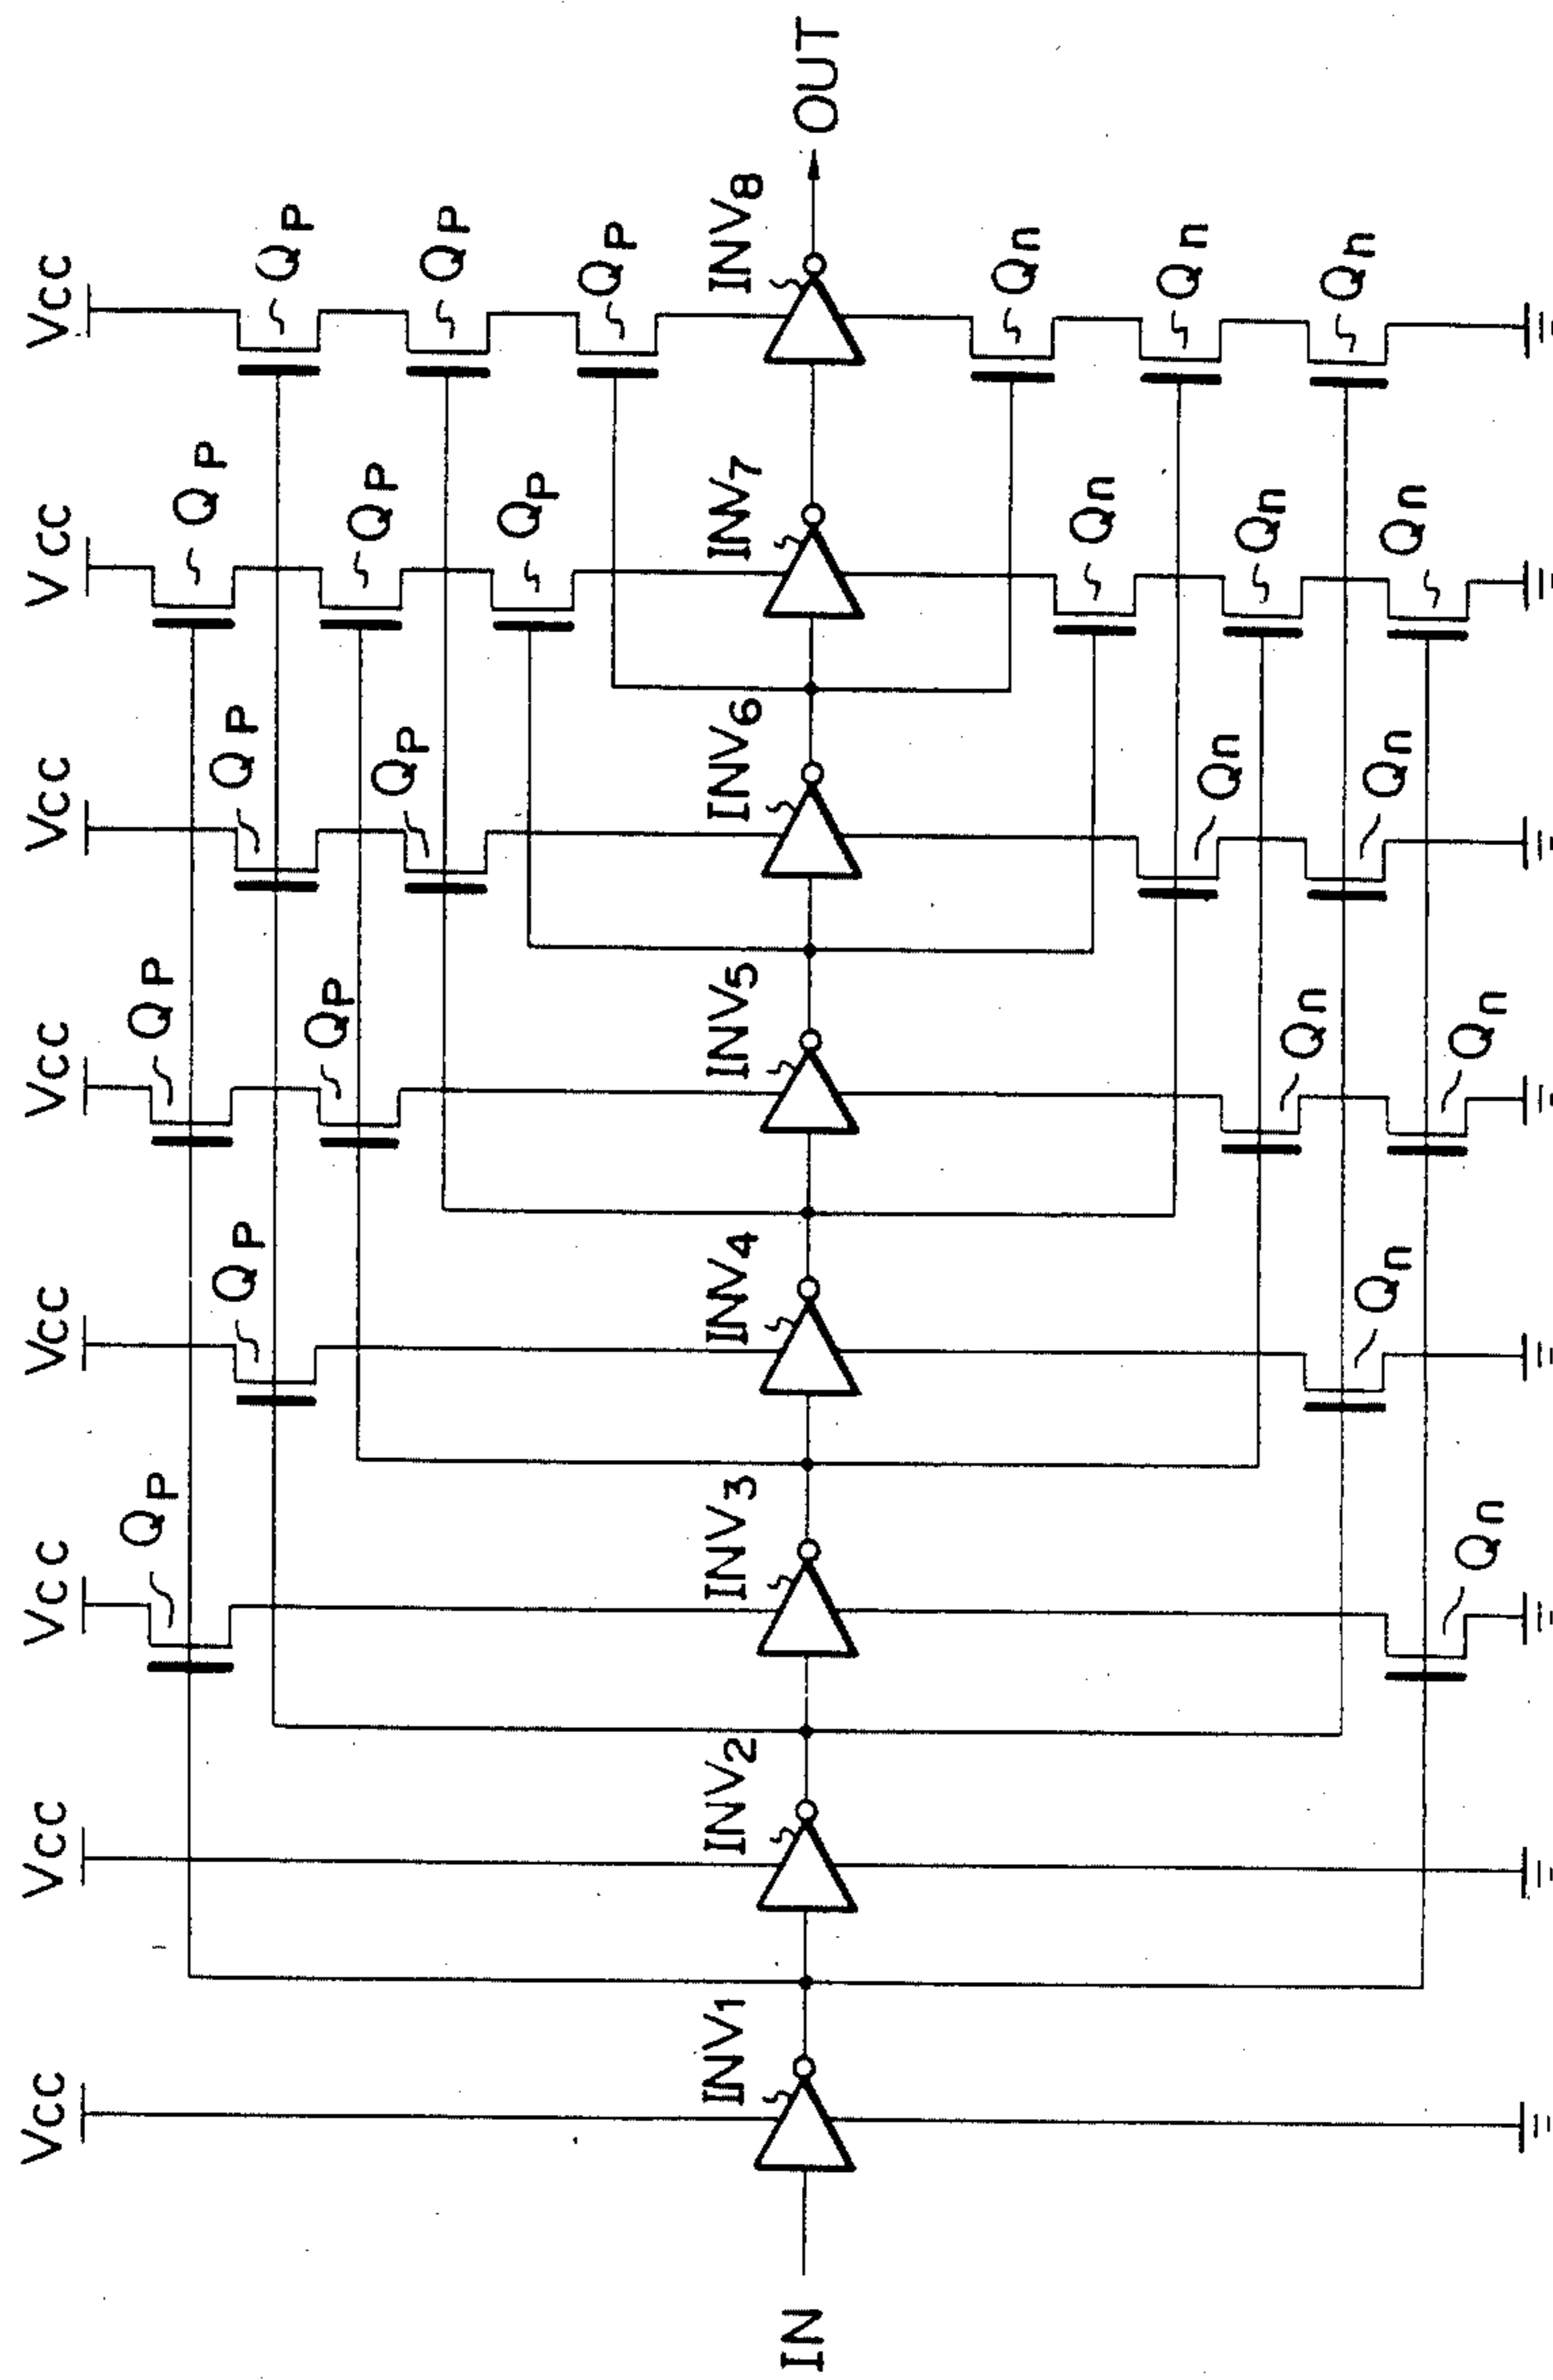 Vcc
Vcc
Vcc
Vcc
Vcc
Vcc
Vcc
Vcc
QP
QP
QP
QP
QP
QP
QP
QP
QP
QP
QP
QP
INV1
INV2
INV3
INV4
INV5
INV6
INV7
INV8
IN
OUT
Qn
Qn
Qn
Qn
Qn
Qn
Qn
Qn
Qn
Qn
Qn
Qn